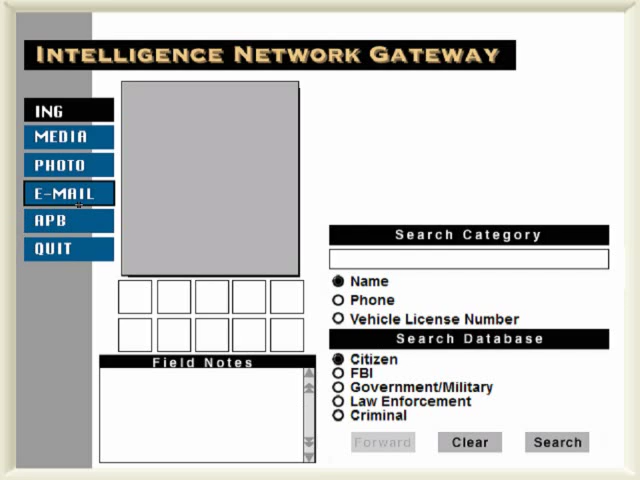 INTELLIGENCE NETWORK GATEWAY
ING
MEDIA
PHOTO
E-MAIL
APB
QUIT
Search Category
Name
Phone
Vehicle License Number
Search Database
Field Notes
Citizen
FBI
Government/Military
Law Enforcement
Criminal
Forward
Clear
Search